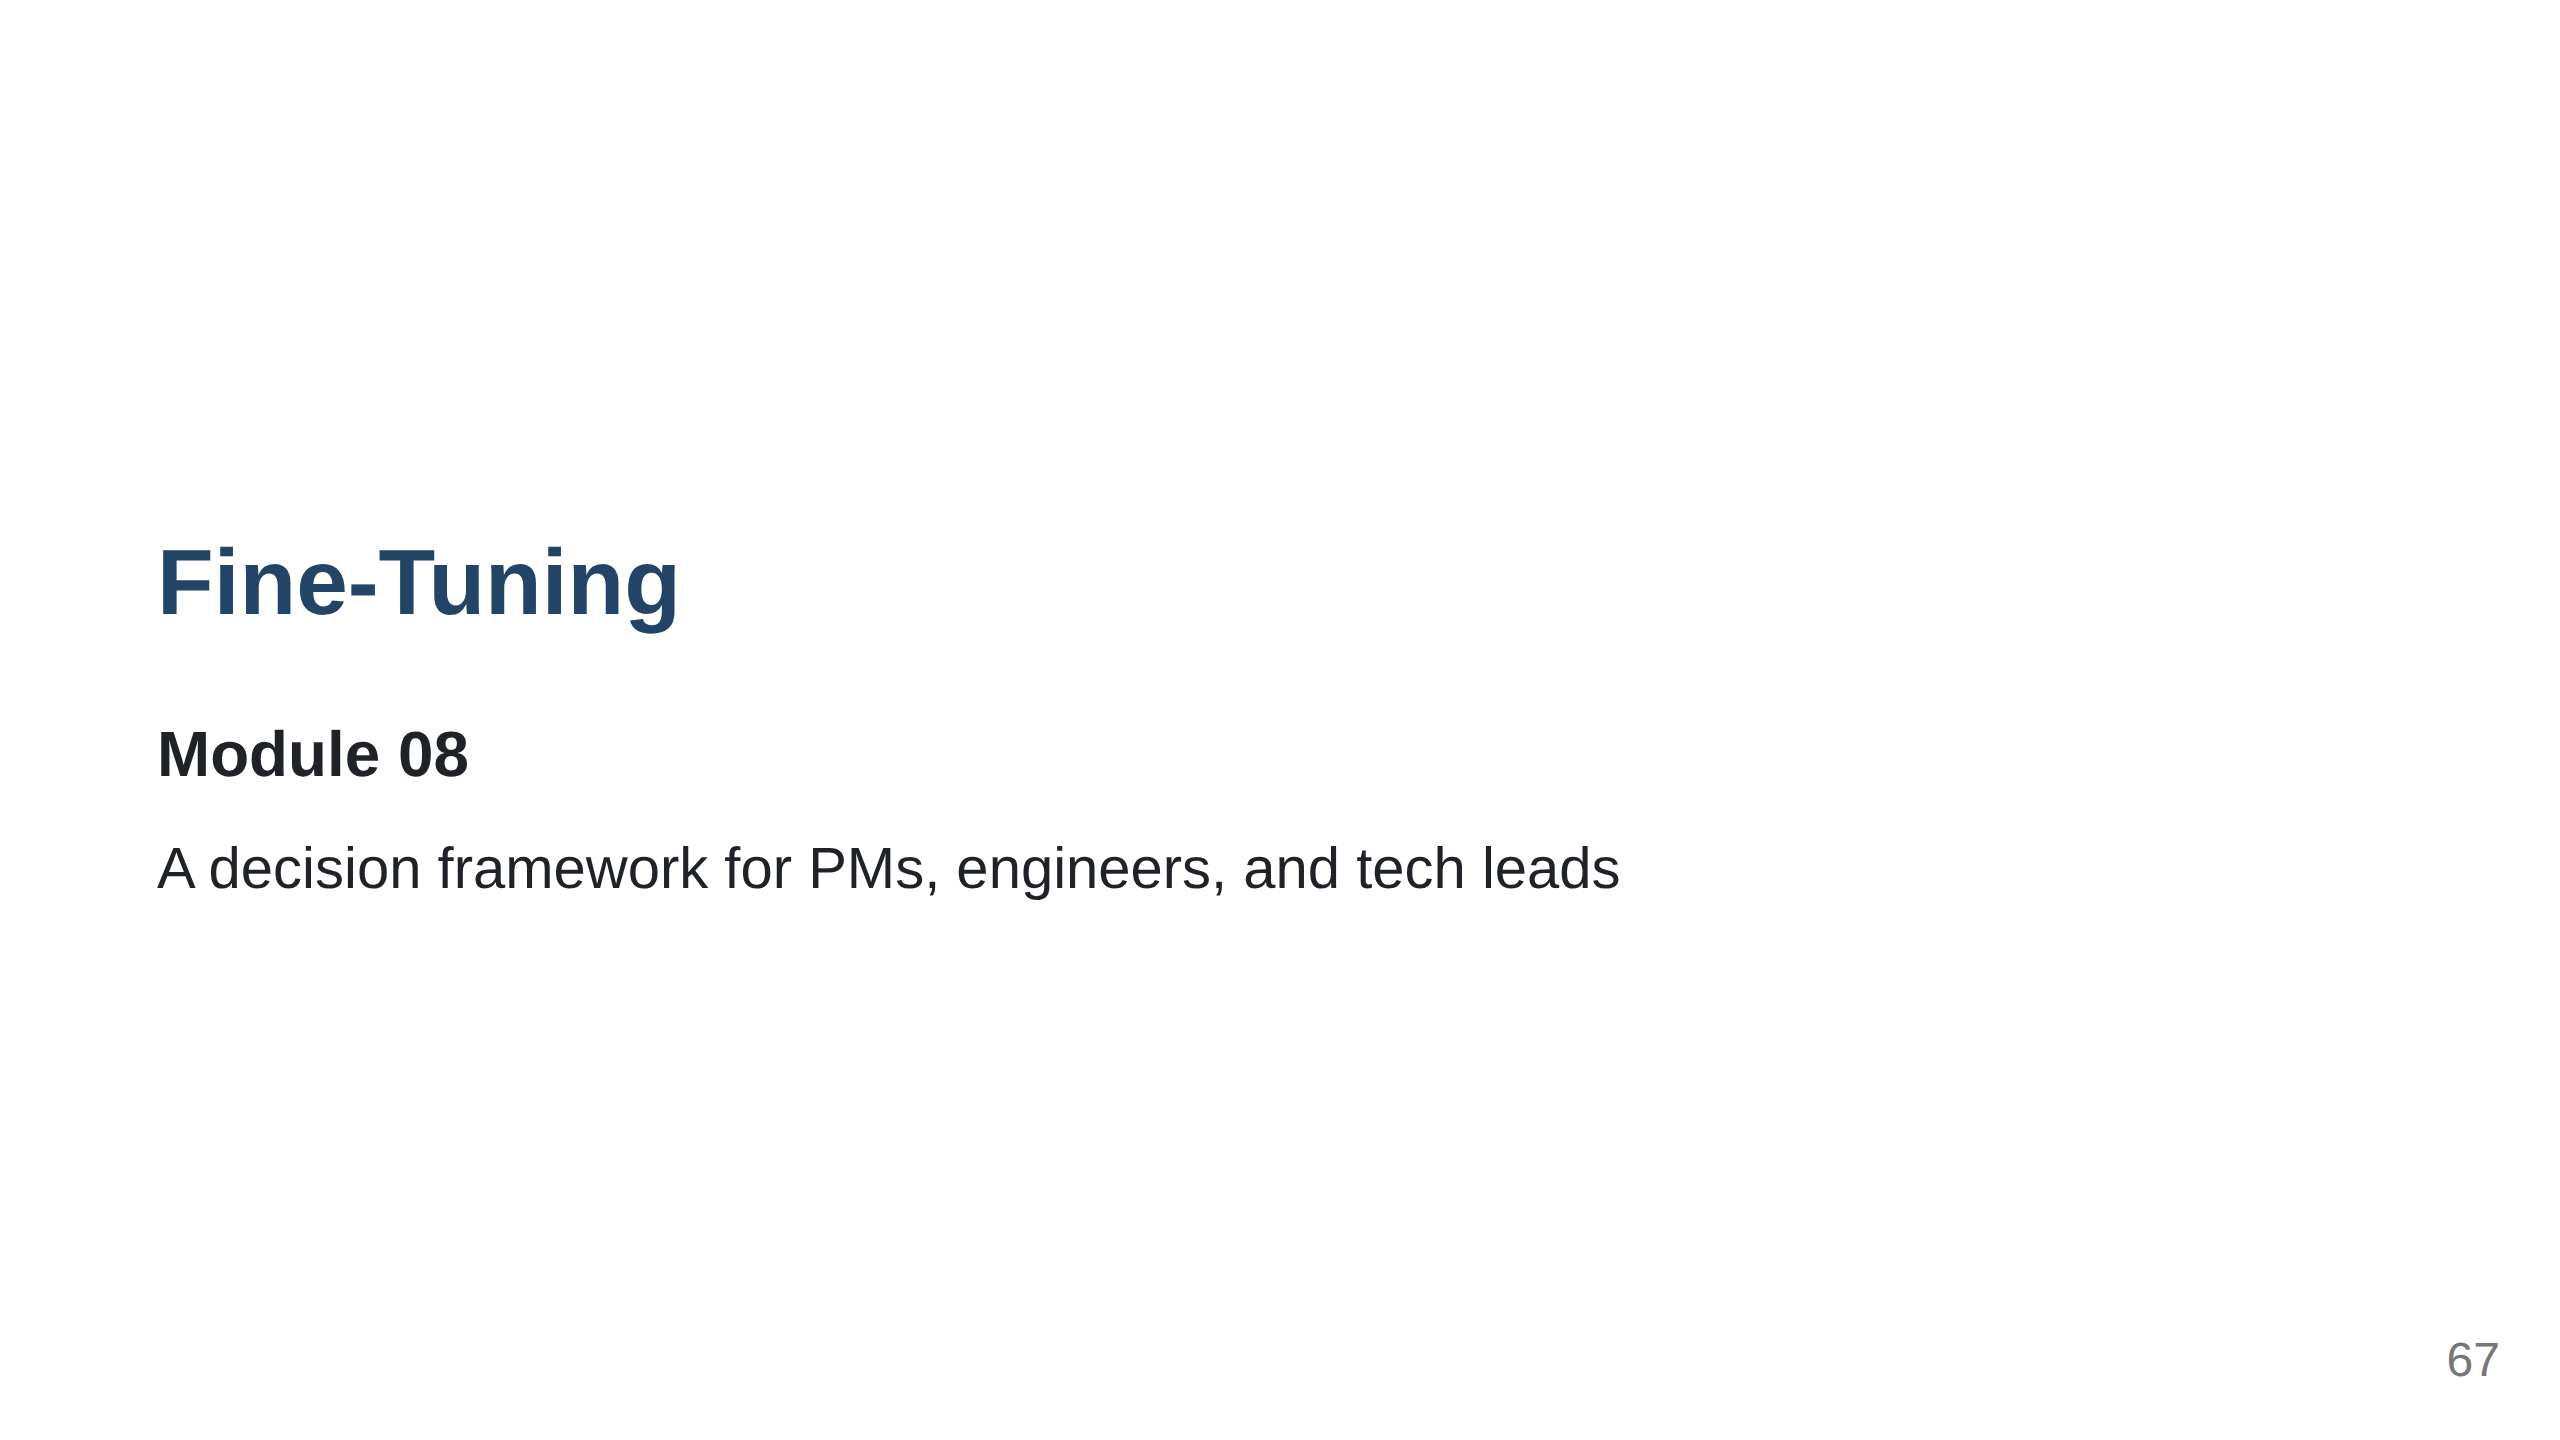 Fine-Tuning
Module 08
A decision framework for PMs, engineers, and tech leads
67